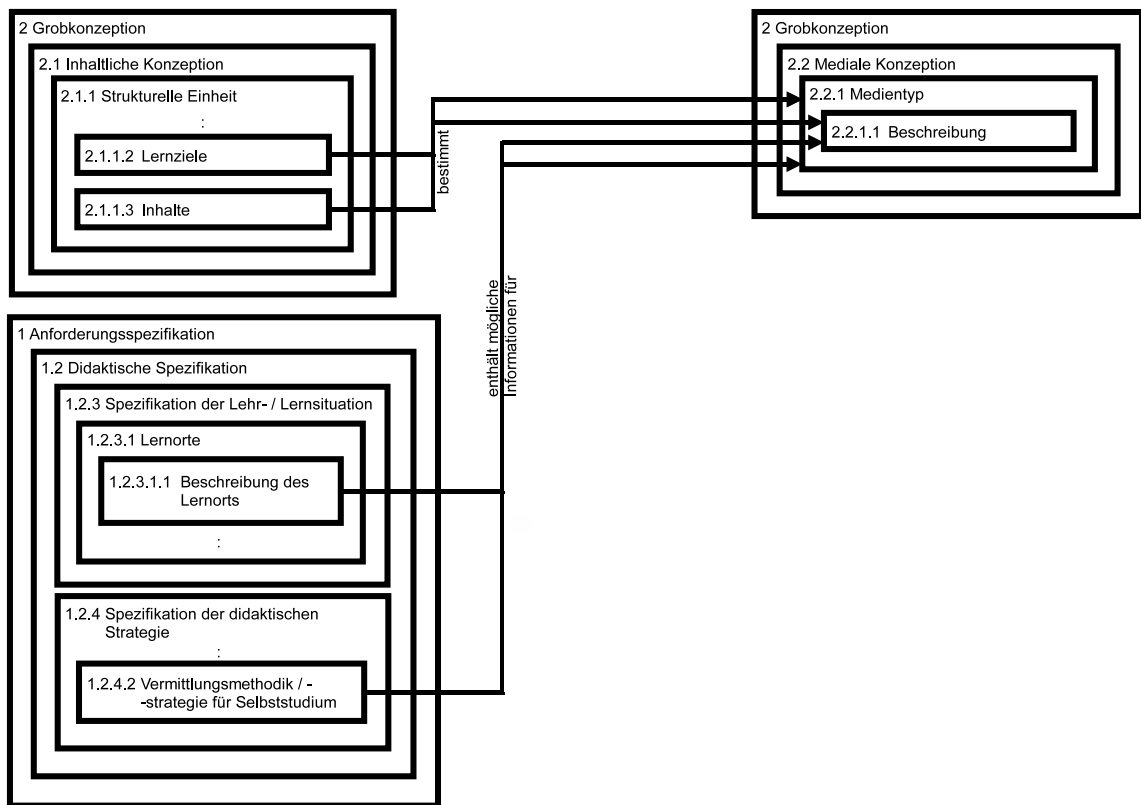 2 Grobkonzeption
2.1 Inhaltliche Konzeption
2.1.1 Strukturelle Einheit
:
2.1.1.2 Lernziele
2.1.1.3 Inhalte
bestimmt
2 Grobkonzeption
2.2 Mediale Konzeption
2.2.1 Medientyp
2.2.1.1 Beschreibung
enthält mögliche
Informationen für
1 Anforderungsspezifikation
1.2 Didaktische Spezifikation
1.2.3 Spezifikation der Lehr- / Lernsituation
1.2.3.1 Lernorte
1.2.3.1.1 Beschreibung des
Lernorts
:
1.2.4 Spezifikation der didaktischen
Strategie
:
1.2.4.2 Vermittlungsmethodik / -
-strategie für Selbststudium